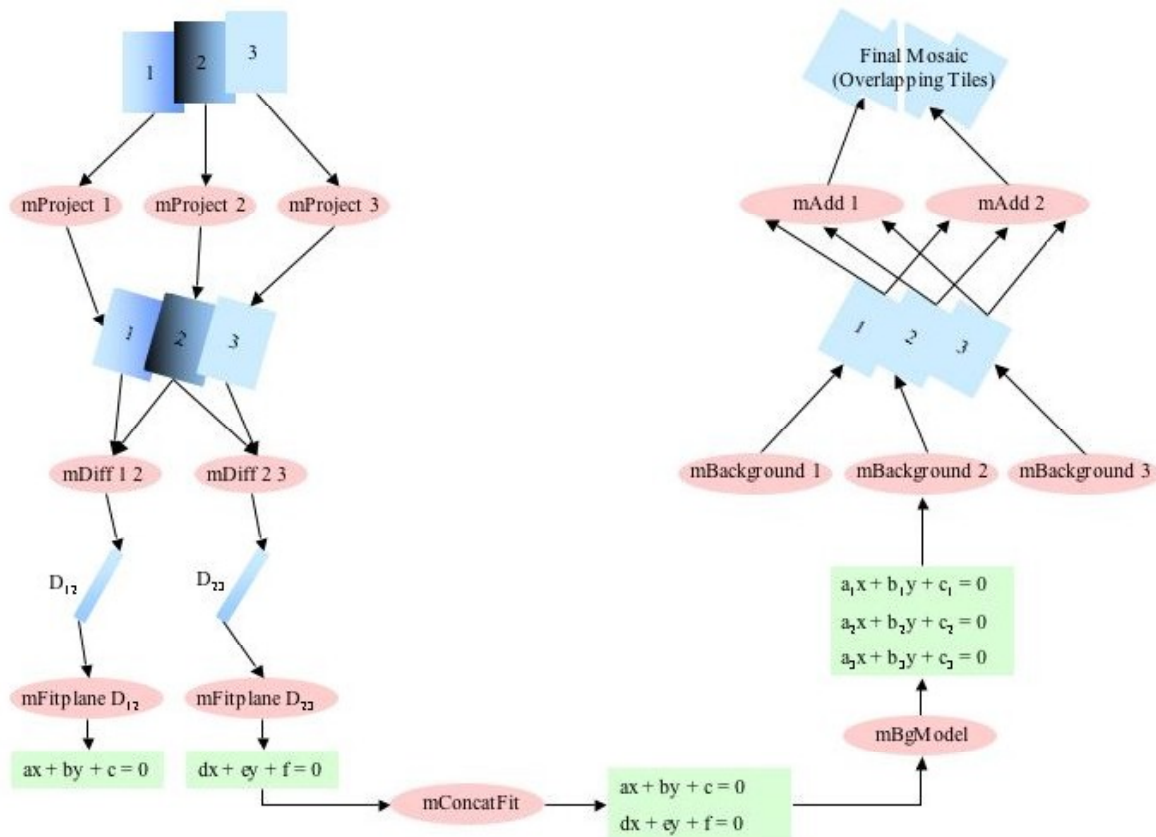 1
2
3
mProject 1
mProject 2
mProject 3
1
2
3
mDiff 1 2
mDiff 2 3
D₁₂
D₂₃
mFitplane D₁₂
mFitplane D₂₃
ax + by + c = 0
dx + ey + f = 0
mConcatFit
ax + by + c = 0
dx + ey + f = 0
mBgModel
a₁x + b₁y + c₁ = 0
a₂x + b₂y + c₂ = 0
a₃x + b₃y + c₃ = 0
mBackground 1
mBackground 2
mBackground 3
1
2
3
mAdd 1
mAdd 2
Final Mosaic
(Overlapping Tiles)